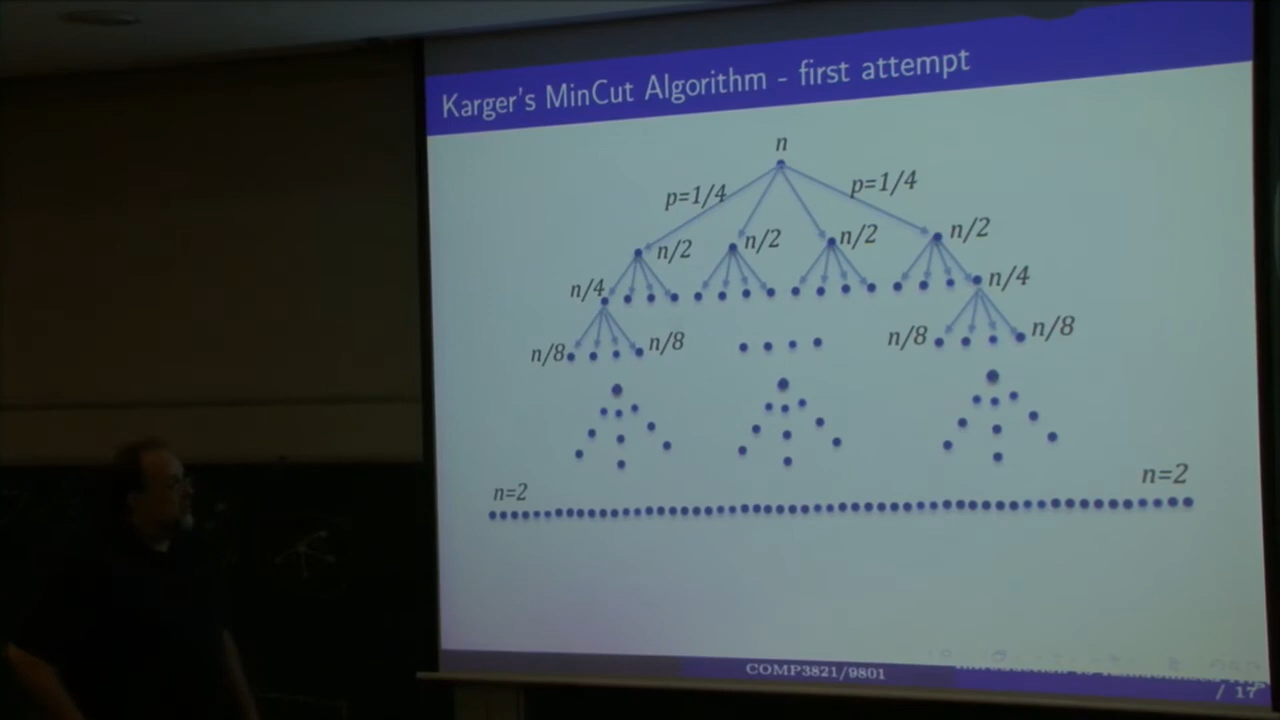 Karger's MinCut Algorithm - first attempt
n
p=1/4 p=1/4
n/2 n/2 n/2 n/2
n/4 n/4
n/8 n/8 n/8 n/8
n=2 n=2
COMP3821/9801
/ 17